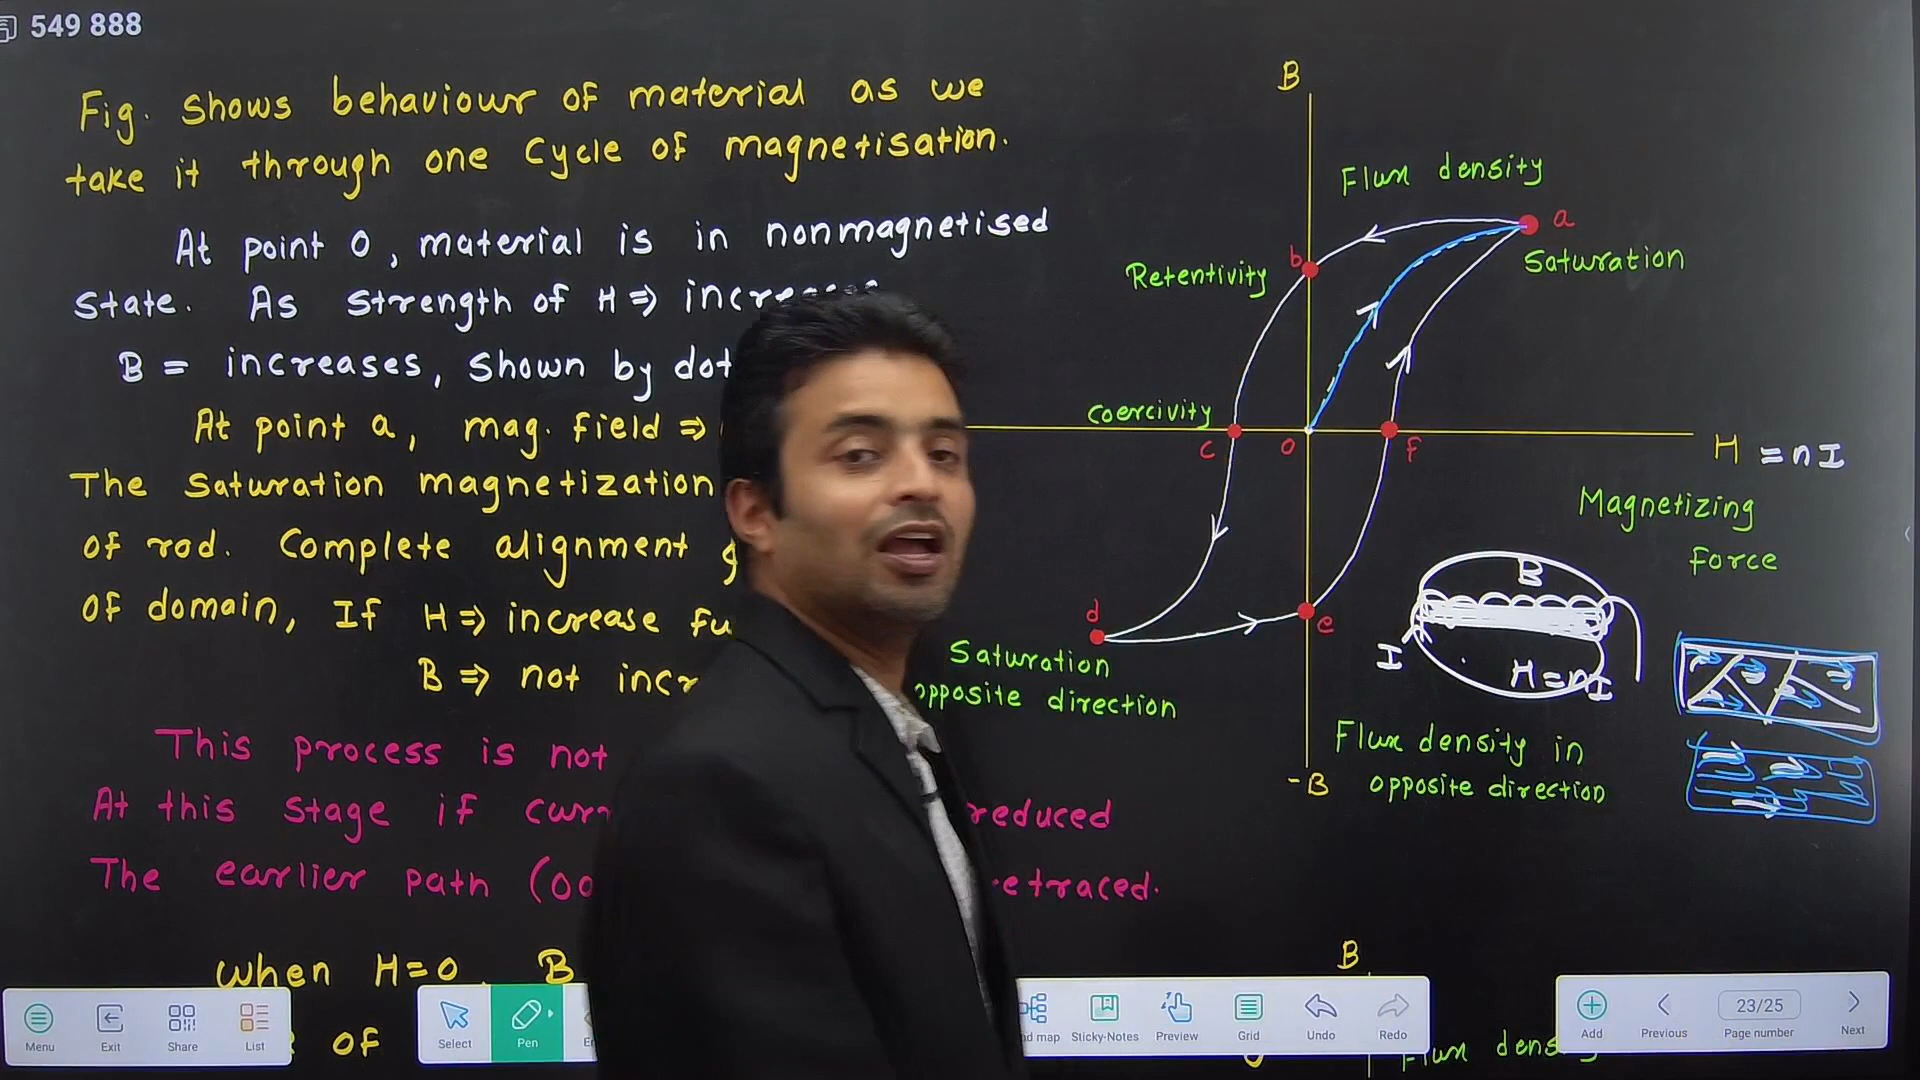 549 888
Fig. Shows behaviour of material as we
take it through one cycle of magnetisation.
At point O, material is in nonmagnetised
state. As strength of H ⇒ increases
B = increases, shown by dot
At point a, mag. field ⇒
The saturation magnetization
of rod. Complete alignment
of domain, If H ⇒ increase fu
B ⇒ not incr
This process is not
At this stage if curr reduced
The earlier path (oa etraced.
When H=0, B
of
B
Flux density
a
Saturation
b
Retentivity
Coercivity
c
O
f
H = nI
Magnetizing
force
d
e
Saturation
opposite direction
B
I
H=nI
-B
Flux density in
opposite direction
B
Flux dens
Menu
Exit
Share
List
Select
Pen
d map
Sticky-Notes
Preview
Grid
Undo
Redo
Add
Previous
23/25
Page number
Next